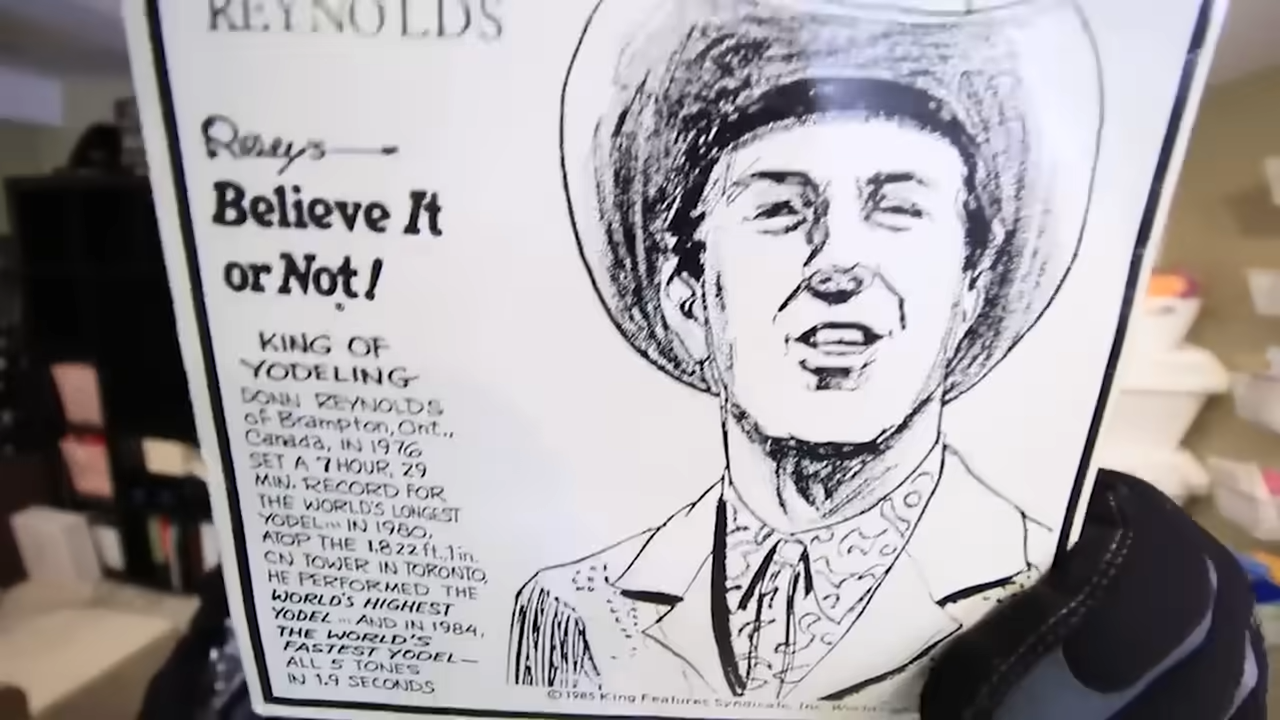 REYNOLDS
Ripley's
Believe It
or Not!
KING OF
YODELING
DONN REYNOLDS
of Brampton, Ont.,
Canada, IN 1976
SET A 7 HOUR, 29
MIN. RECORD FOR
THE WORLD'S LONGEST
YODEL... IN 1980,
ATOP THE 1,822 ft., 1 in.
CN TOWER IN TORONTO,
HE PERFORMED THE
WORLD'S HIGHEST
YODEL... AND IN 1984,
THE WORLD'S
FASTEST YODEL—
ALL 5 TONES
IN 1.9 SECONDS
© 1985 King Features Syndicate, Inc. World